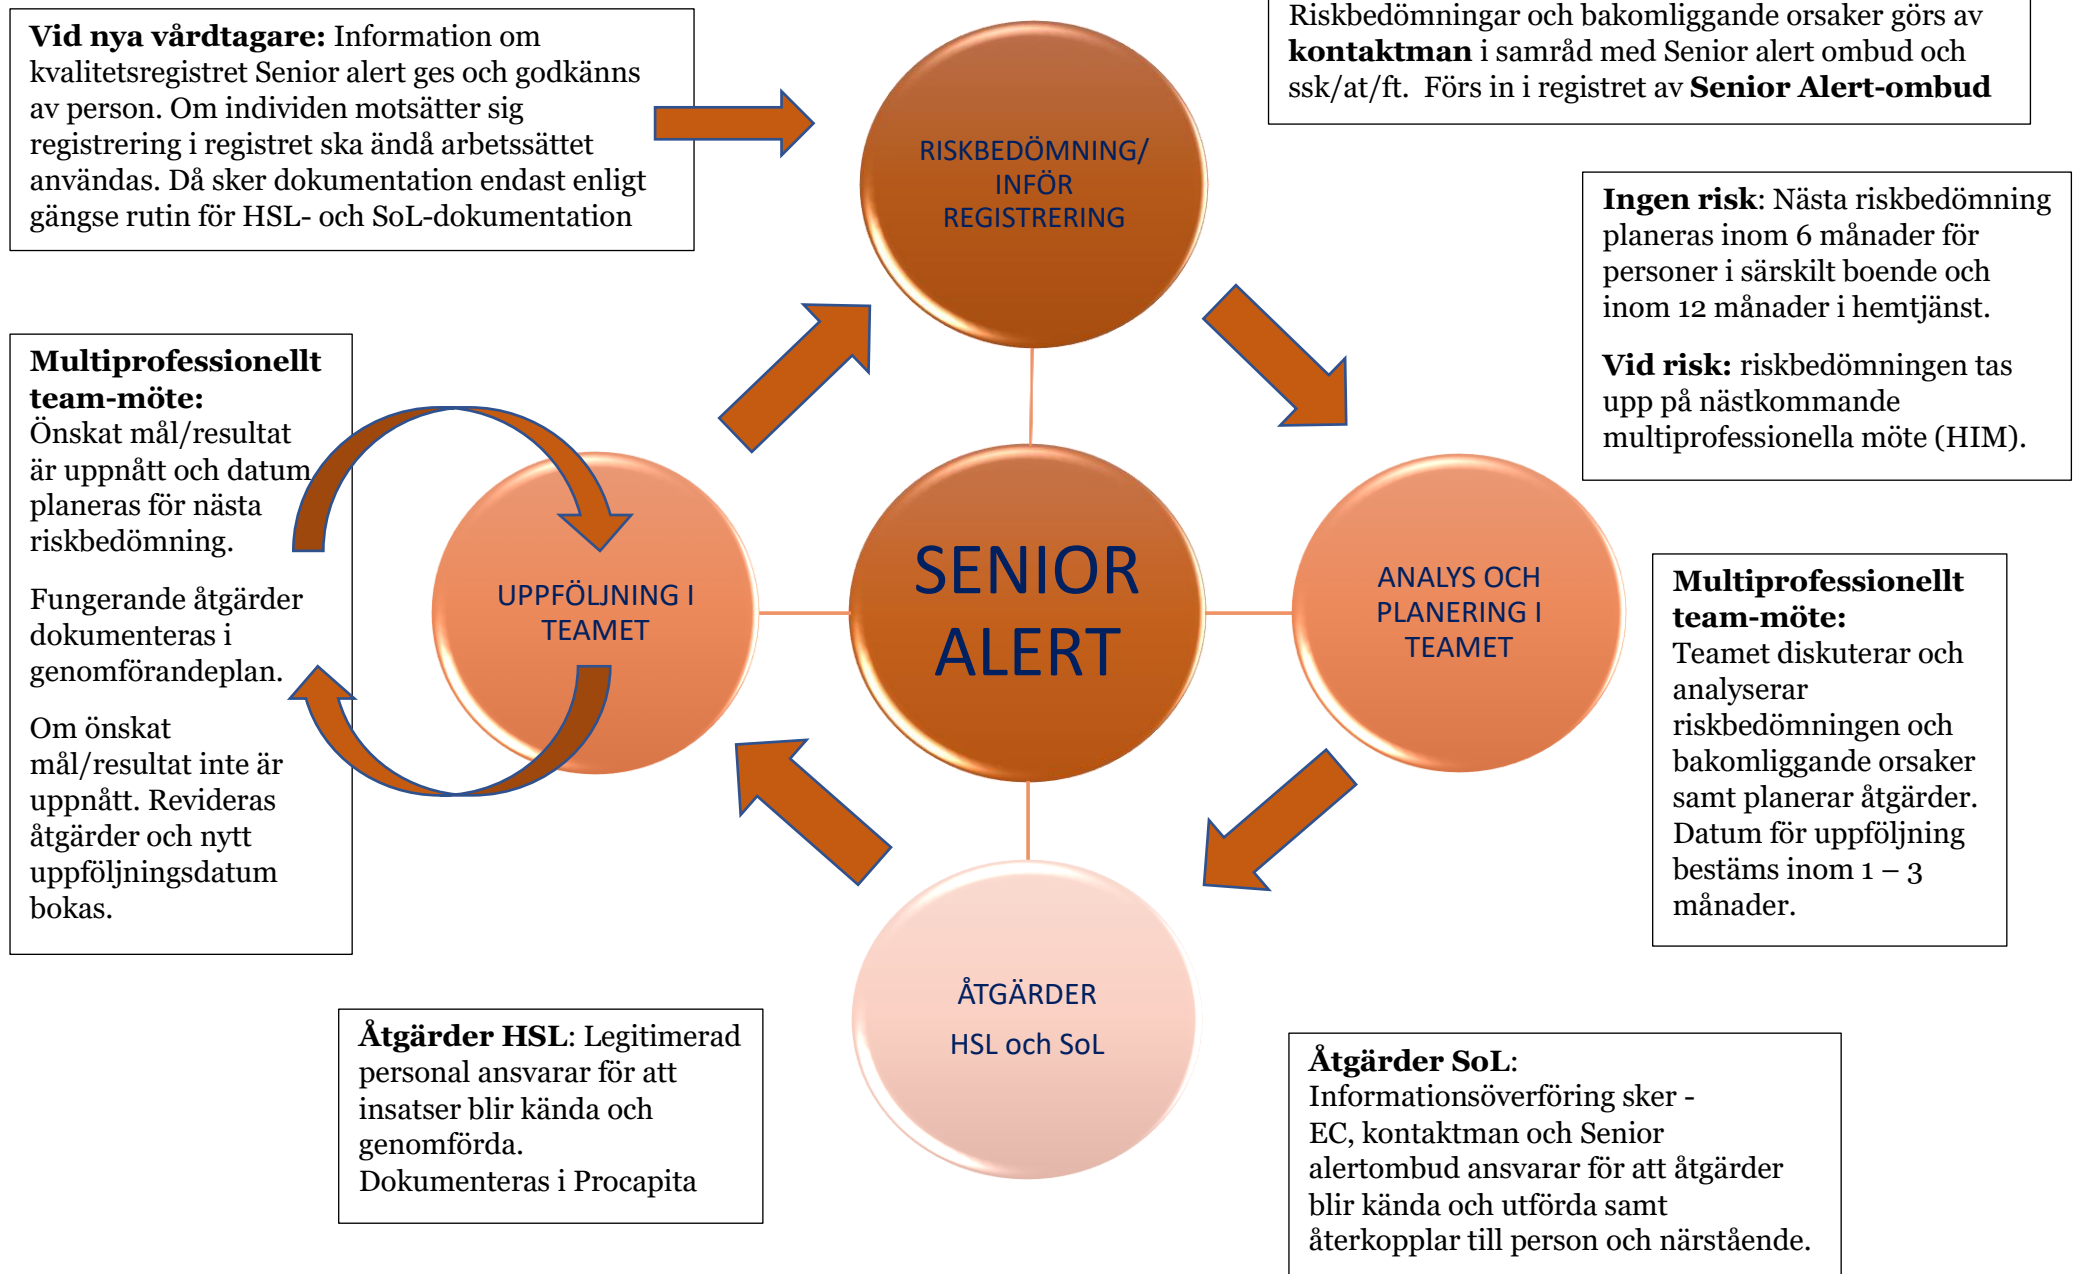 Vid nya vårdtagare: Information om
kvalitetsregistret Senior alert ges och godkänns
av person. Om individen motsätter sig
registrering i registret ska ändå arbetssättet
användas. Då sker dokumentation endast enligt
gängse rutin för HSL- och SoL-dokumentation
RISKBEDÖMNING/
INFÖR
REGISTRERING
Riskbedömningar och bakomliggande orsaker görs av
kontaktman i samråd med Senior alert ombud och
ssk/at/ft. Förs in i registret av Senior Alert-ombud
Ingen risk: Nästa riskbedömning
planeras inom 6 månader för
personer i särskilt boende och
inom 12 månader i hemtjänst.
Vid risk: riskbedömningen tas
upp på nästkommande
multiprofessionella möte (HIM).
Multiprofessionellt
team-möte:
Önskat mål/resultat
är uppnått och datum
planeras för nästa
riskbedömning.
Fungerande åtgärder
dokumenteras i
genomförandeplan.
Om önskat
mål/resultat inte är
uppnått. Revideras
åtgärder och nytt
uppföljningsdatum
bokas.
UPPFÖLJNING I
TEAMET
SENIOR
ALERT
ANALYS OCH
PLANERING I
TEAMET
Multiprofessionellt
team-möte:
Teamet diskuterar och
analyserar
riskbedömningen och
bakomliggande orsaker
samt planerar åtgärder.
Datum för uppföljning
bestäms inom 1 – 3
månader.
ÅTGÄRDER
HSL och SoL
Åtgärder HSL: Legitimerad
personal ansvarar för att
insatser blir kända och
genomförda.
Dokumenteras i Procapita
Åtgärder SoL:
Informationsöverföring sker -
EC, kontaktman och Senior
alertombud ansvarar för att åtgärder
blir kända och utförda samt
återkopplar till person och närstående.